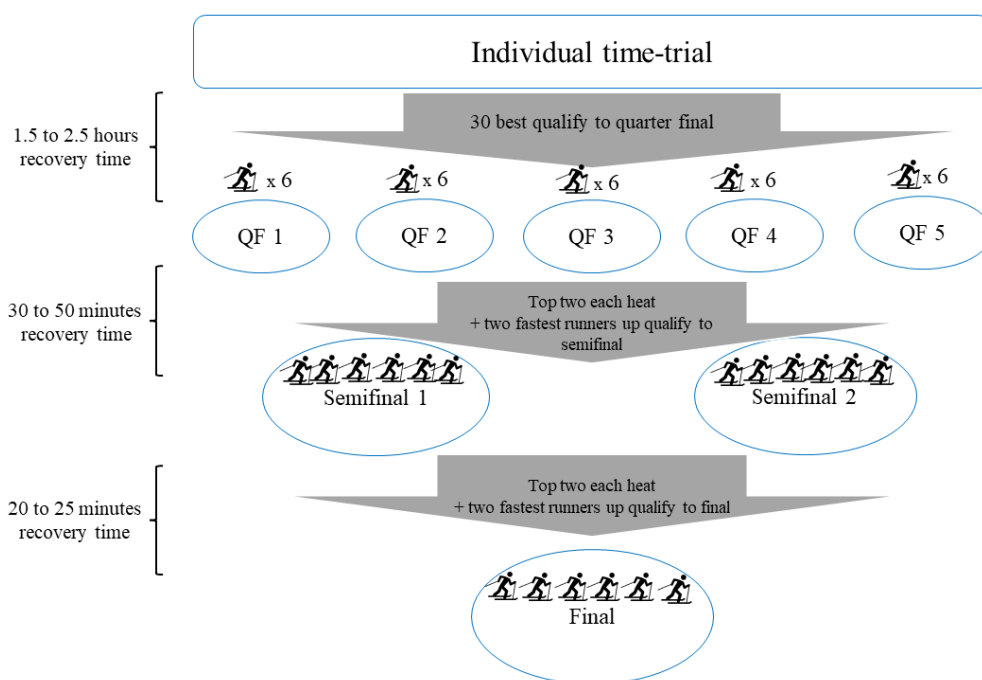 Individual time-trial
30 best qualify to quarter final
1.5 to 2.5 hours
recovery time
x 6
x 6
x 6
x 6
x 6
QF 1
QF 2
QF 3
QF 4
QF 5
30 to 50 minutes
recovery time
Top two each heat
+ two fastest runners up qualify to
semifinal
Semifinal 1
Semifinal 2
20 to 25 minutes
recovery time
Top two each heat
+ two fastest runners up qualify to final
Final